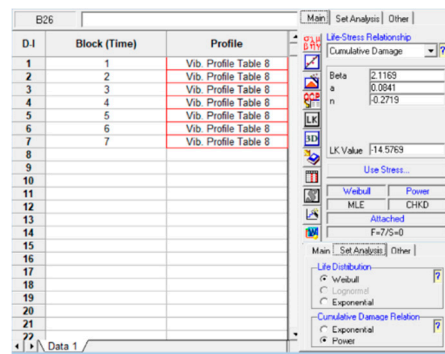 B26
D-I Block (Time) Profile
1 1 Vib. Profile Table 8
2 2 Vib. Profile Table 8
3 3 Vib. Profile Table 8
4 4 Vib. Profile Table 8
5 5 Vib. Profile Table 8
6 6 Vib. Profile Table 8
7 7 Vib. Profile Table 8
8
9
10
11
12
13
14
15
16
17
18
19
20
21
22
Data 1
Main Set Analysis Other
Life-Stress Relationship
Cumulative Damage ?
Beta 2.1169
a 0.0841
n -0.2719
LK Value -14.5769
Use Stress...
Weibull Power
MLE CHKD
Attached
F=7/S=0
QCP
LK
3D
Main Set Analysis Other
Life Distribution
Weibull ?
Lognormal
Exponential
Cumulative Damage Relation
Exponential ?
Power